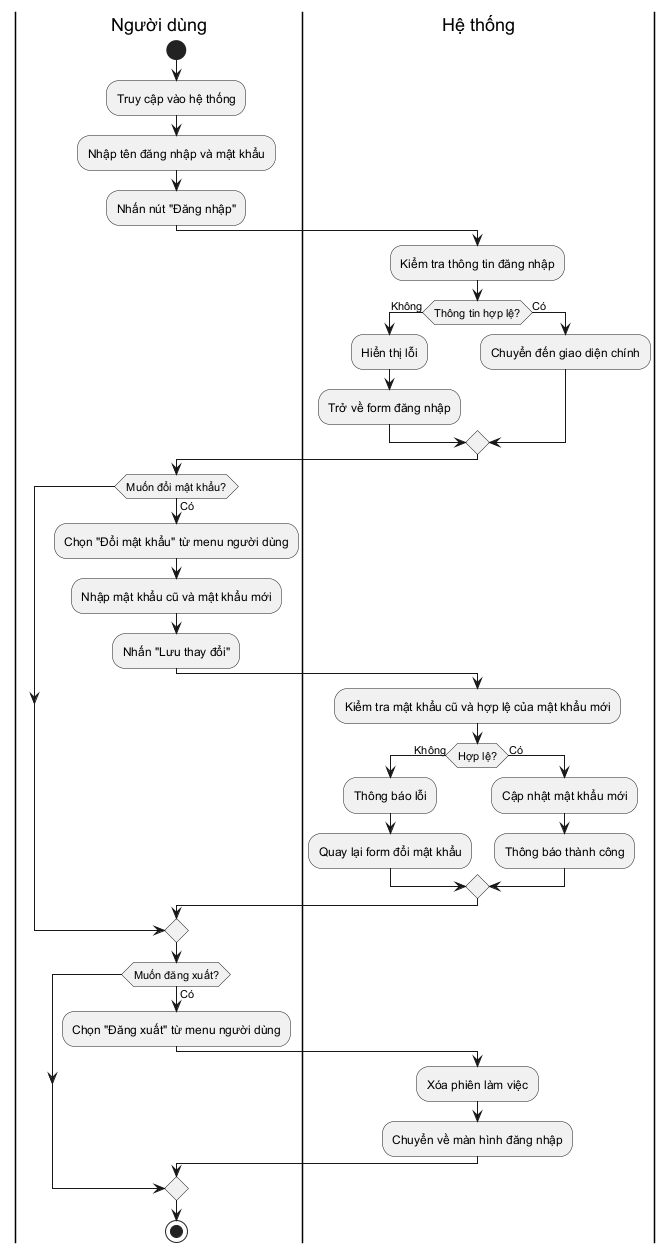 Người dùng
Hệ thống
Truy cập vào hệ thống
Nhập tên đăng nhập và mật khẩu
Nhấn nút "Đăng nhập"
Kiểm tra thông tin đăng nhập
Không
Thông tin hợp lệ?
Có
Hiển thị lỗi
Chuyển đến giao diện chính
Trở về form đăng nhập
Muốn đổi mật khẩu?
Có
Chọn "Đổi mật khẩu" từ menu người dùng
Nhập mật khẩu cũ và mật khẩu mới
Nhấn "Lưu thay đổi"
Kiểm tra mật khẩu cũ và hợp lệ của mật khẩu mới
Không
Hợp lệ?
Có
Thông báo lỗi
Cập nhật mật khẩu mới
Quay lại form đổi mật khẩu
Thông báo thành công
Muốn đăng xuất?
Có
Chọn "Đăng xuất" từ menu người dùng
Xóa phiên làm việc
Chuyển về màn hình đăng nhập